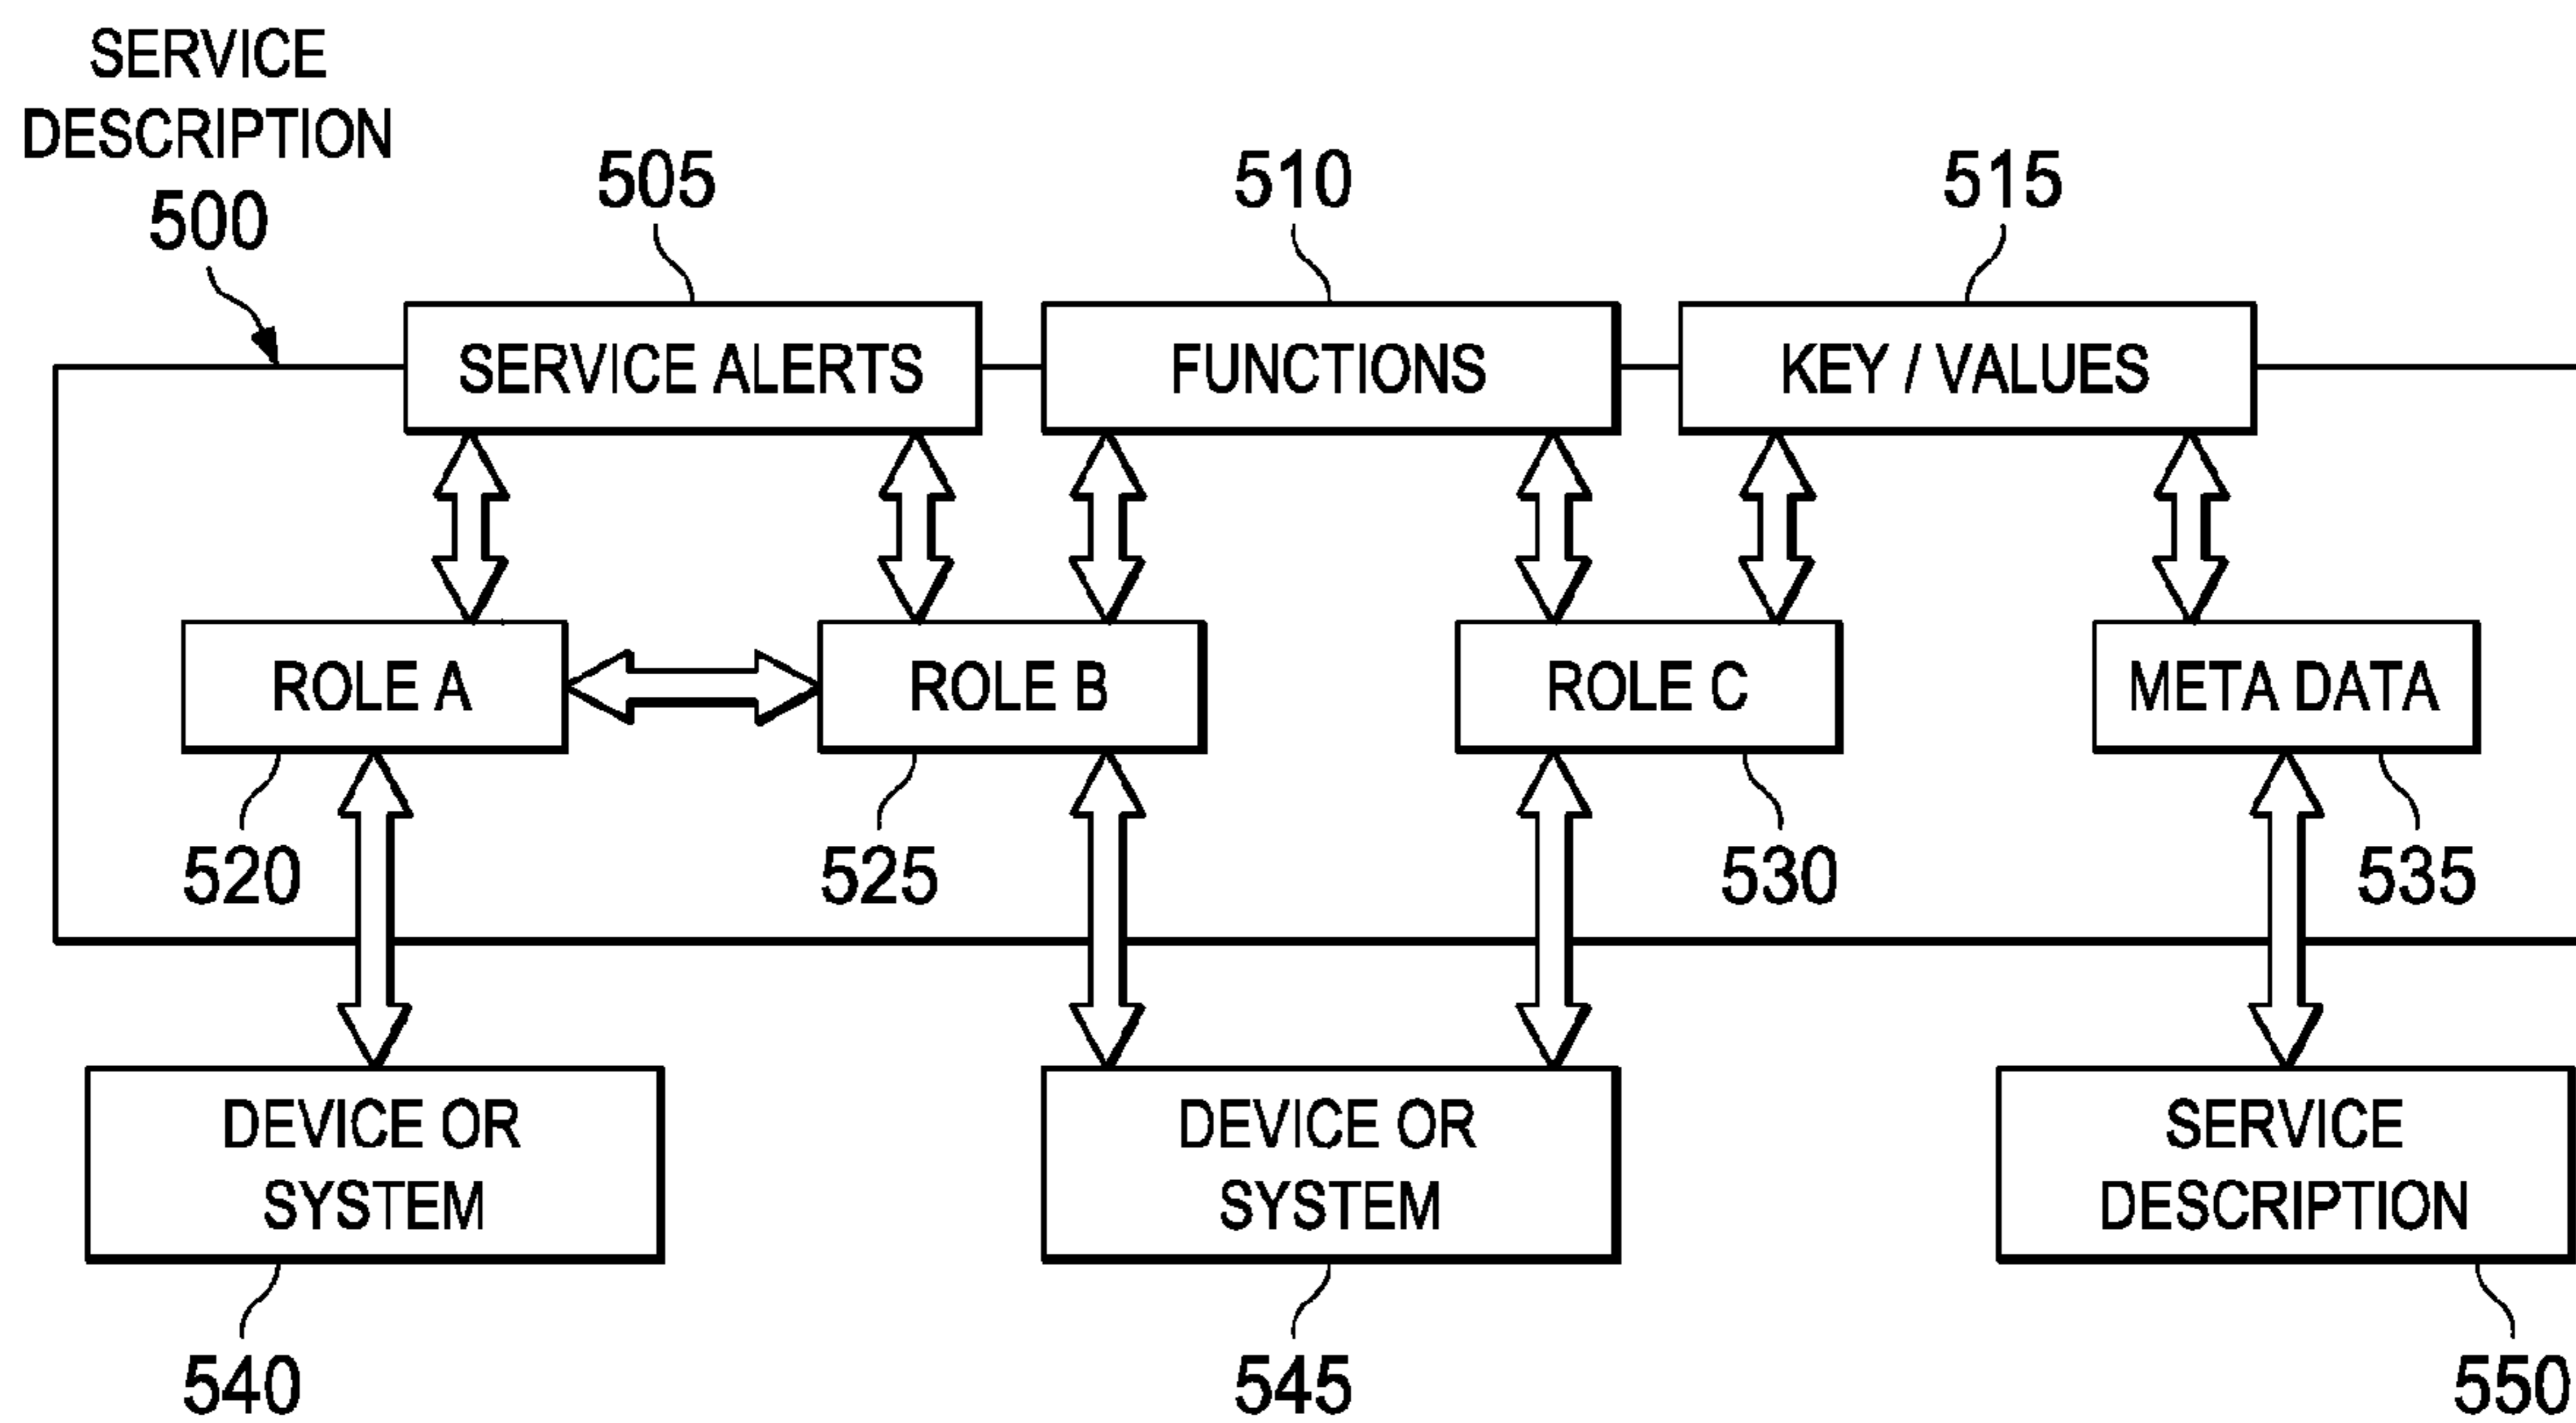 SERVICE
DESCRIPTION
500
505
510
515
SERVICE ALERTS
FUNCTIONS
KEY / VALUES
ROLE A
ROLE B
ROLE C
META DATA
520
525
530
535
DEVICE OR
SYSTEM
DEVICE OR
SYSTEM
SERVICE
DESCRIPTION
540
545
550